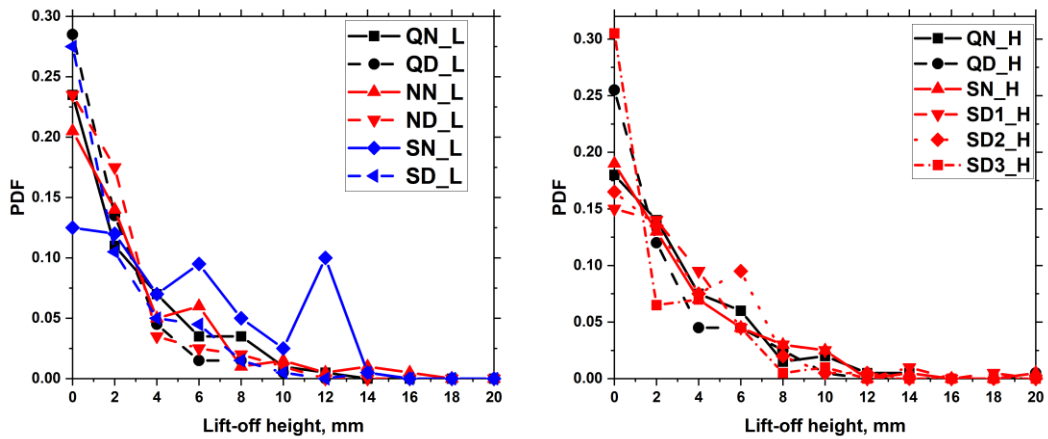 0.30
0.25
0.20
0.15
0.10
0.05
0.00
PDF
QN_L
QD_L
NN_L
ND_L
SN_L
SD_L
0 2 4 6 8 10 12 14 16 18 20
Lift-off height, mm
0.30
0.25
0.20
0.15
0.10
0.05
0.00
PDF
QN_H
QD_H
SN_H
SD1_H
SD2_H
SD3_H
0 2 4 6 8 10 12 14 16 18 20
Lift-off height, mm